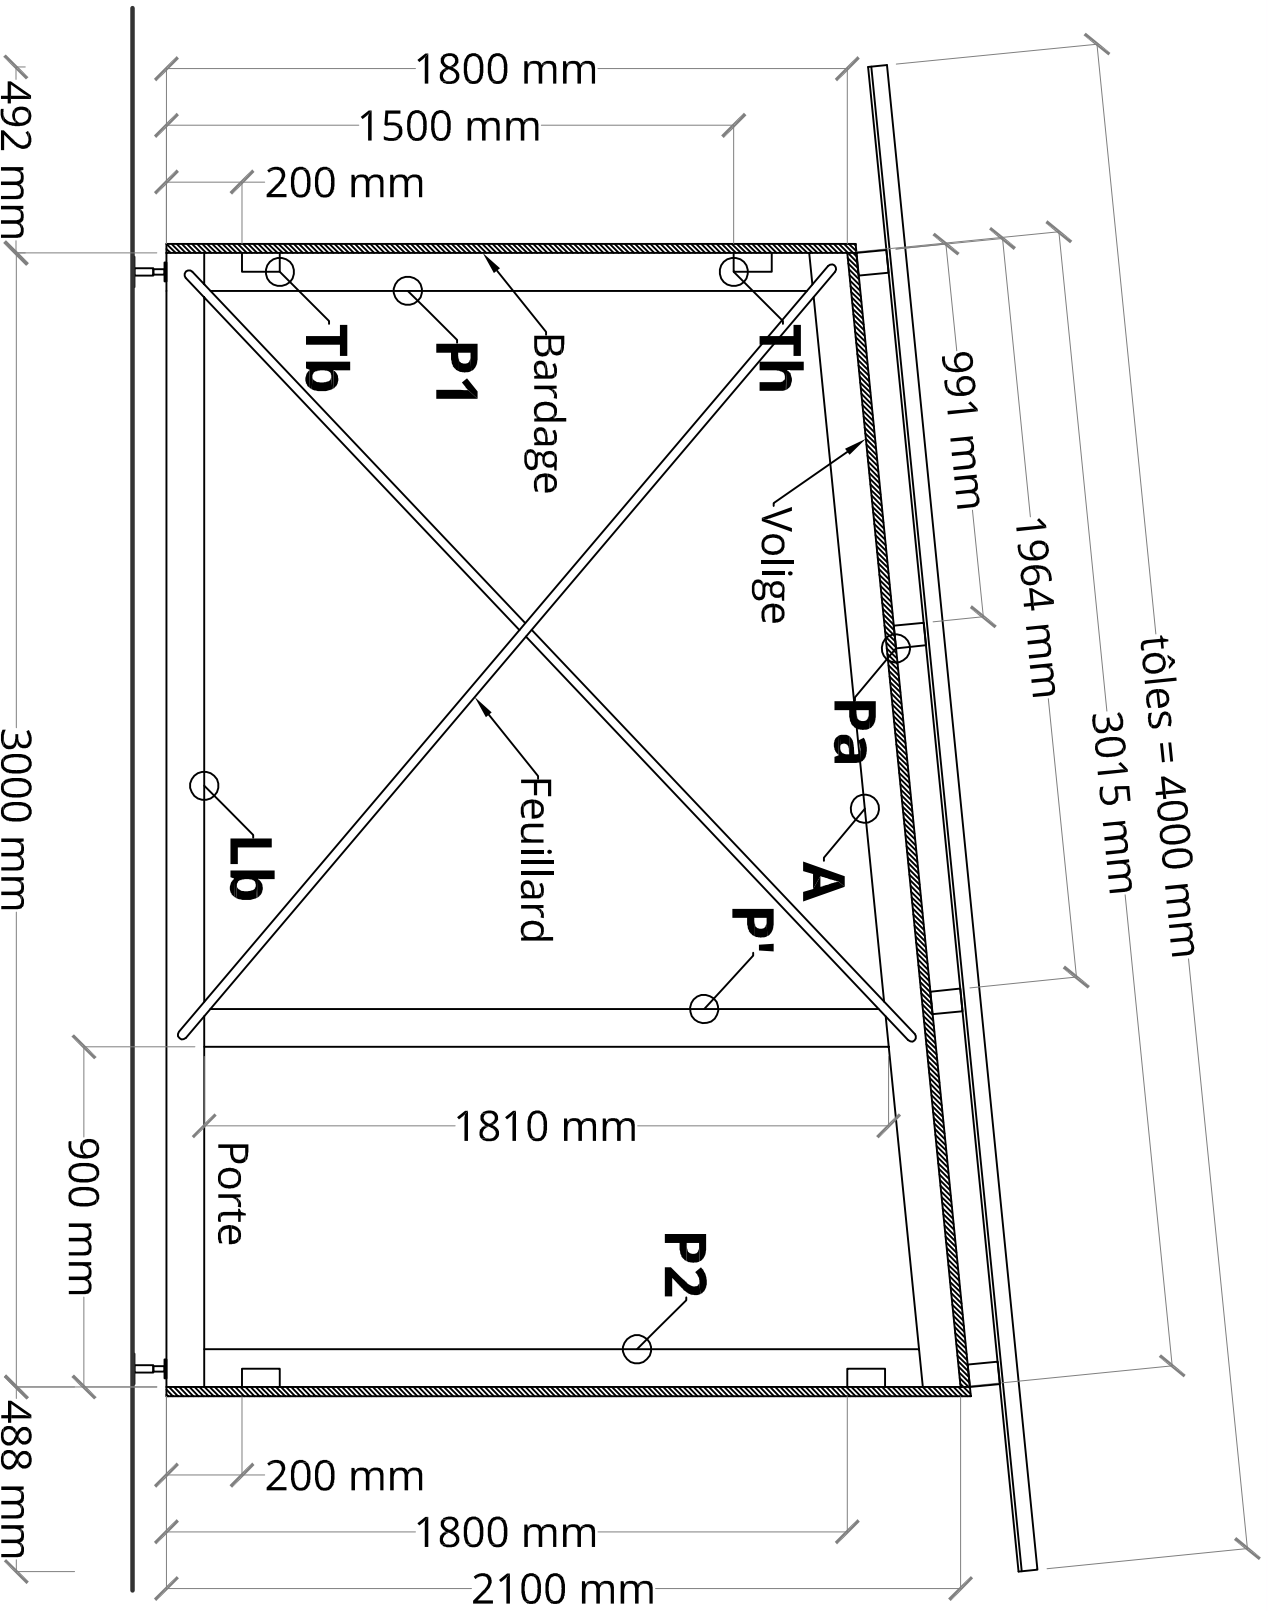 1800 mm
1500 mm
200 mm
492 mm
3000 mm
488 mm
Tb
P1
Bardage
Th
Volige
991 mm
1964 mm
3015 mm
tôles = 4000 mm
Pa
A
P'
Feuillard
Lb
1810 mm
900 mm
Porte
P2
200 mm
1800 mm
2100 mm